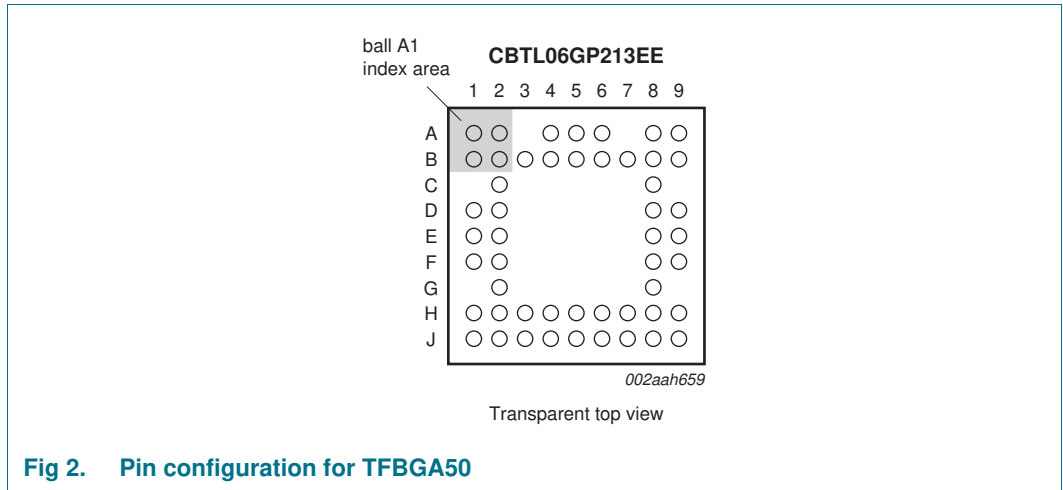 ball A1
index area
CBTL06GP213EE
1 2 3 4 5 6 7 8 9
A
B
C
D
E
F
G
H
J
002aah659
Transparent top view
Fig 2. Pin configuration for TFBGA50